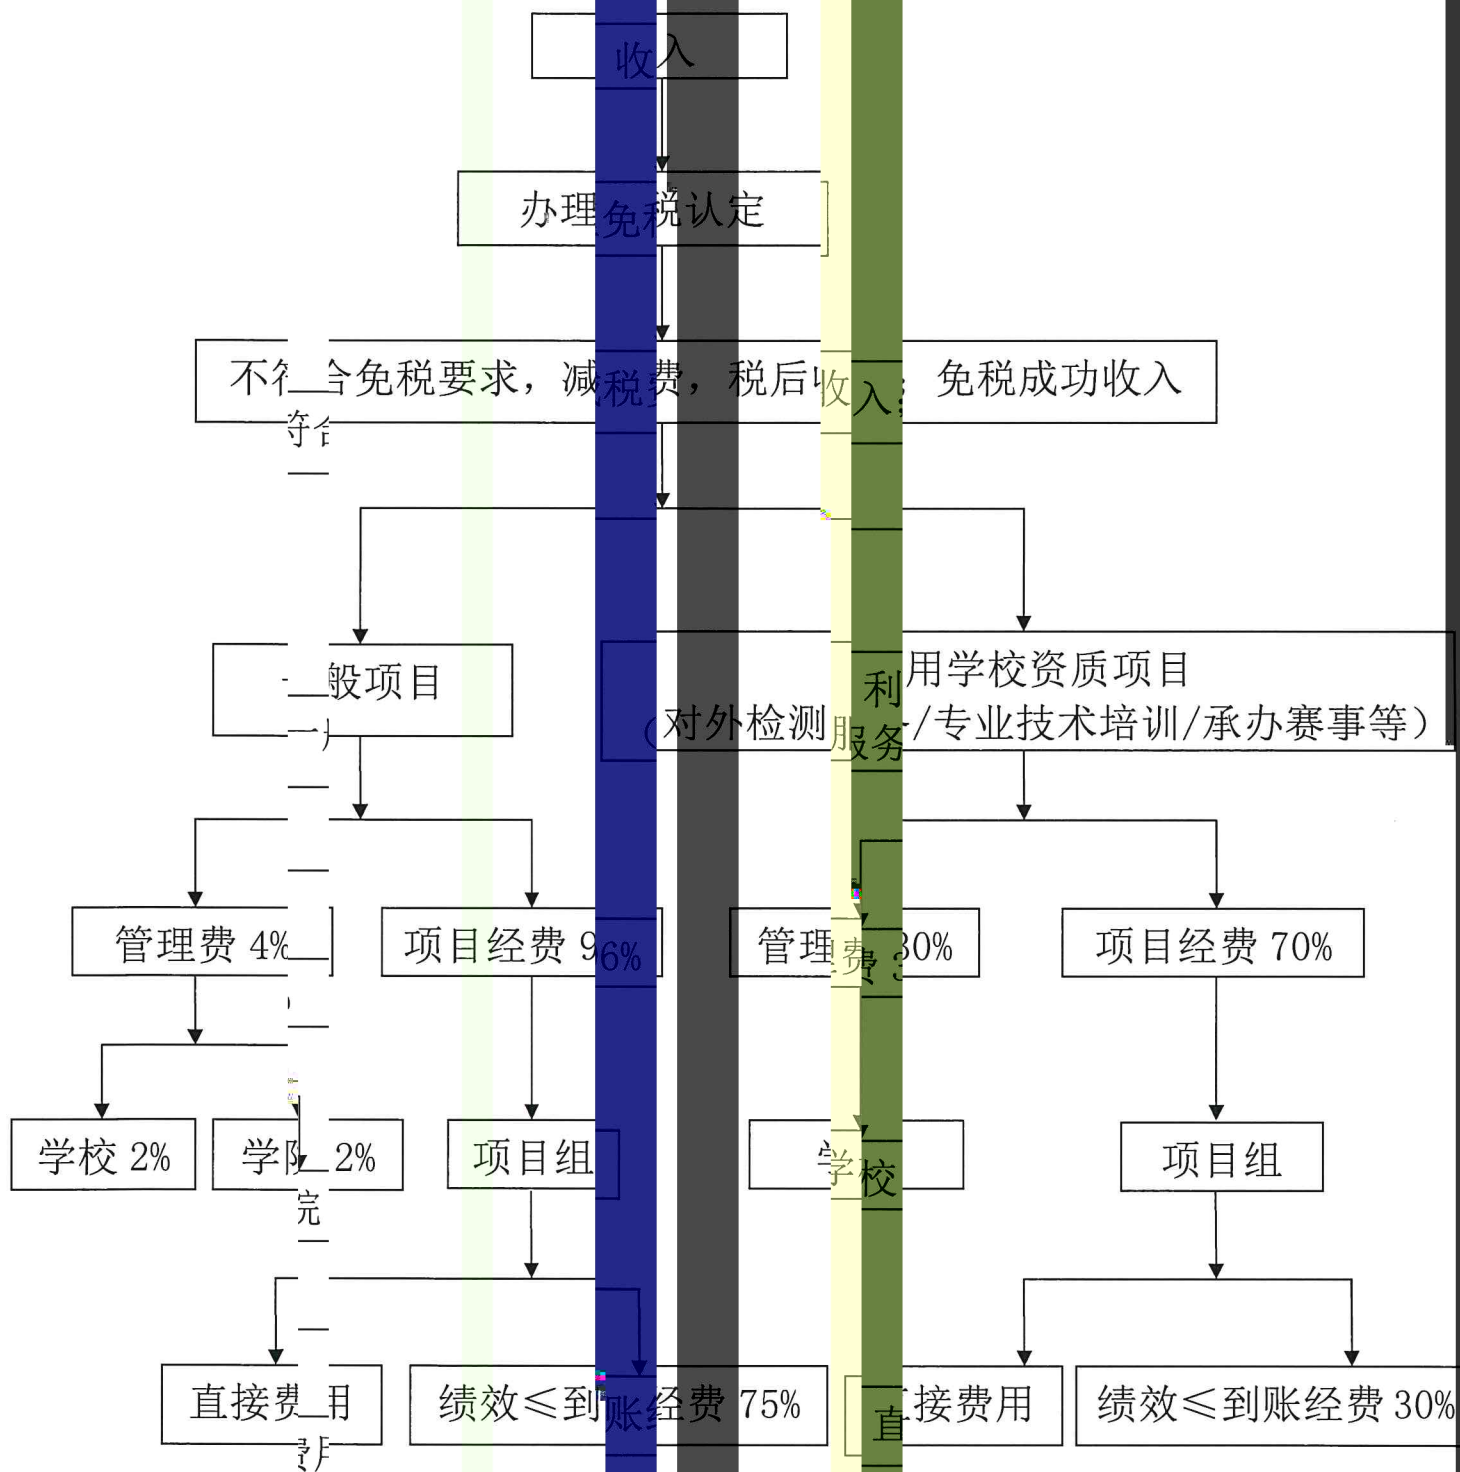 收入
办理免税认定
不符合免税要求，减税费，税后收入；免税成功收入
一般项目
利用学校资质项目
（对外检测服务/专业技术培训/承办赛事等）
管理费 4%
项目经费 96%
管理费 30%
项目经费 70%
学校 2%
学院 2%
项目组
学校
项目组
直接费用
绩效≤到账经费 75%
直接费用
绩效≤到账经费 30%